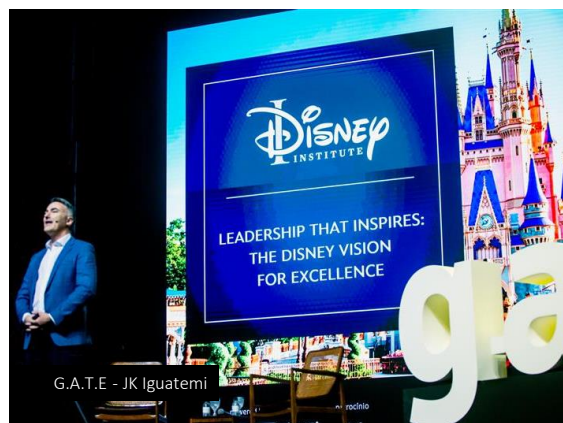 DISNEY
INSTITUTE
LEADERSHIP THAT INSPIRES:
THE DISNEY VISION
FOR EXCELLENCE
ga
G.A.T.E - JK Iguatemi